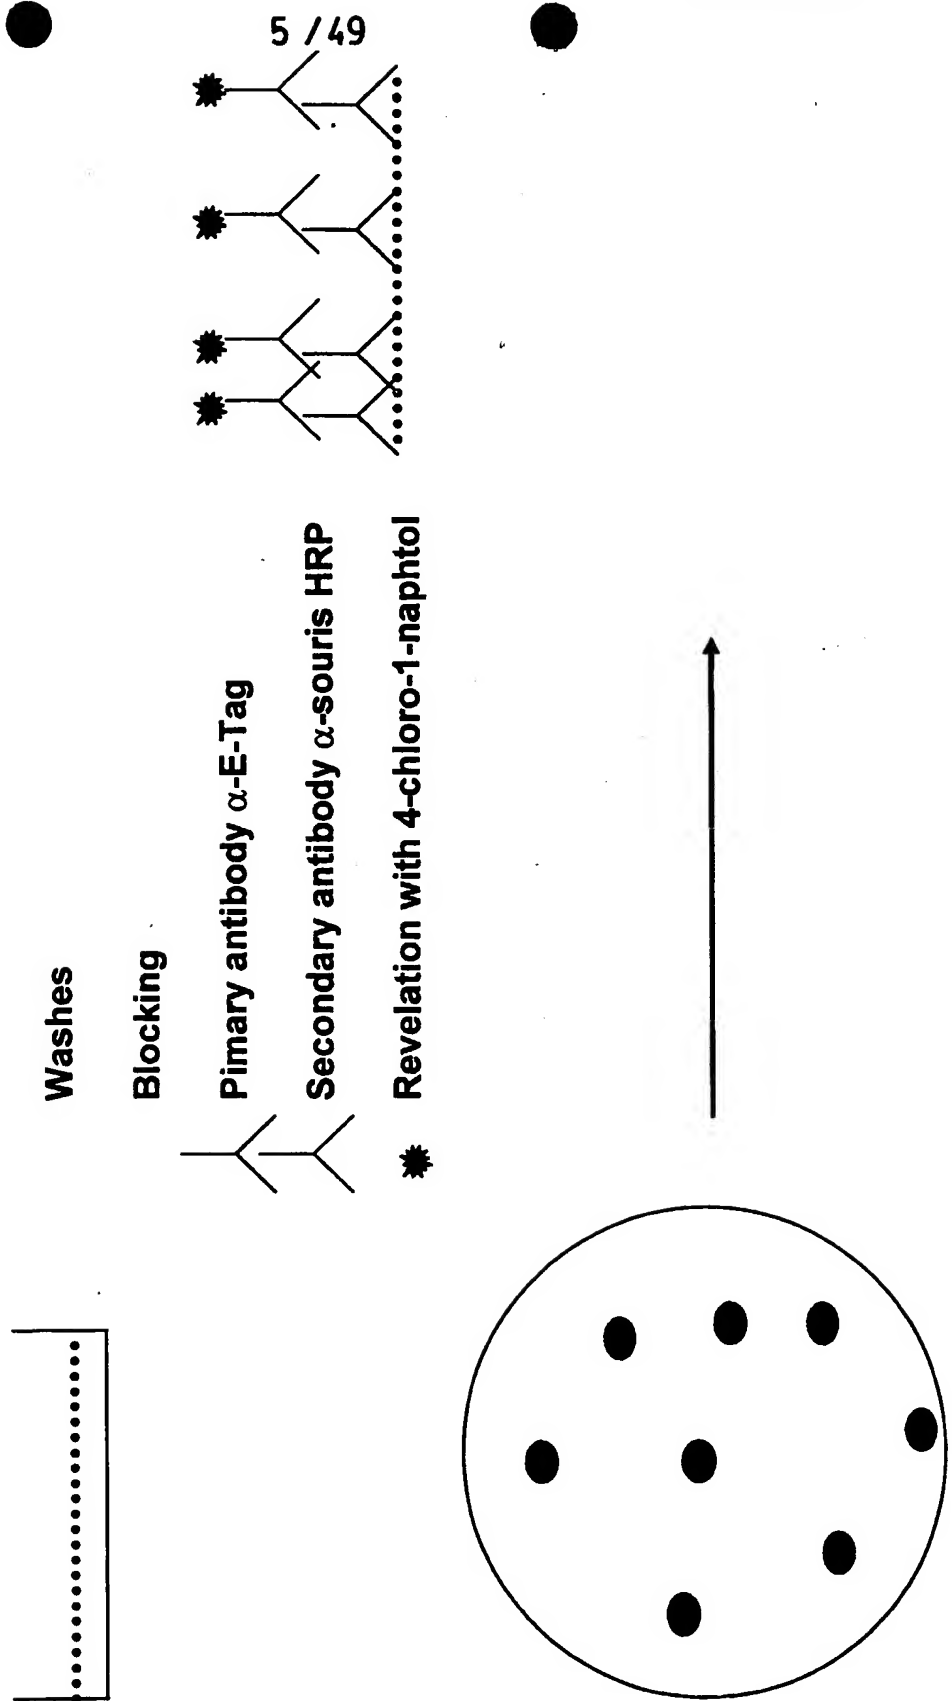 5 / 49
Washes
Blocking
Pimary antibody α-E-Tag
Secondary antibody α-souris HRP
Revelation with 4-chloro-1-naphtol